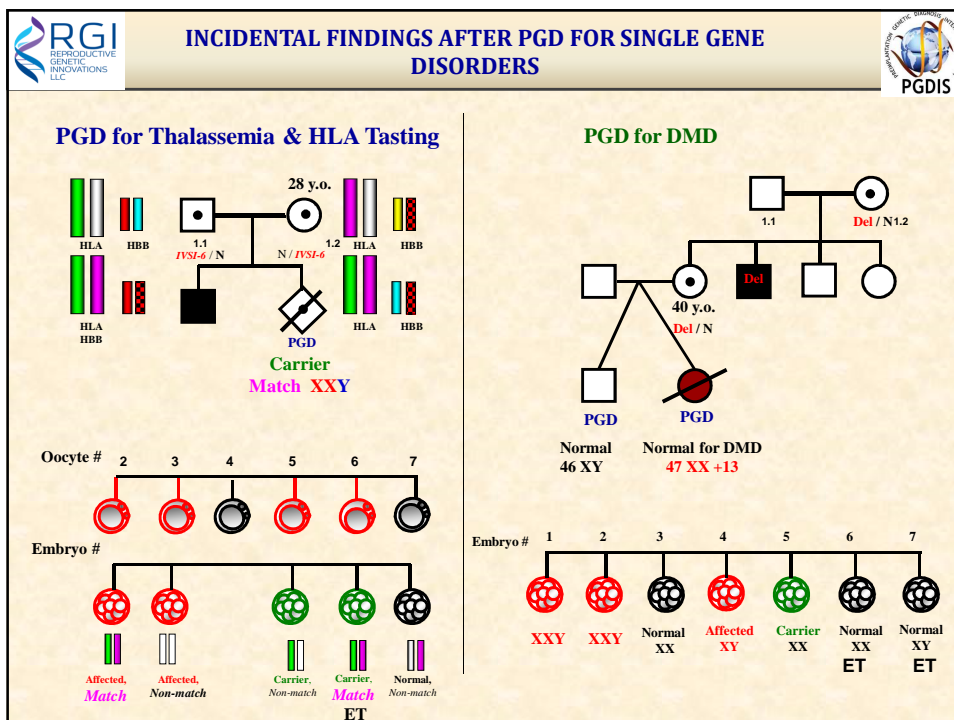 RGI
REPRODUCTIVE
GENETIC
INNOVATIONS
LLC
INCIDENTAL FINDINGS AFTER PGD FOR SINGLE GENE
DISORDERS
PREIMPLANTATION GENETIC DIAGNOSIS
PGDIS
PGD for Thalassemia & HLA Tasting
28 y.o.
HLA HBB
1.1
IVSI-6 / N
1.2
N / IVSI-6
HLA HBB
HLA
HBB
HLA HBB
PGD
Carrier
Match XXY
Oocyte # 2 3 4 5 6 7
Embryo #
Affected,
Match
Affected,
Non-match
Carrier,
Non-match
Carrier,
Match
ET
Normal,
Non-match
PGD for DMD
1.1
Del / N 1.2
Del
40 y.o.
Del / N
PGD
PGD
Normal
46 XY
Normal for DMD
47 XX +13
Embryo # 1 2 3 4 5 6 7
XXY
XXY
Normal
XX
Affected
XY
Carrier
XX
Normal
XX
ET
Normal
XY
ET